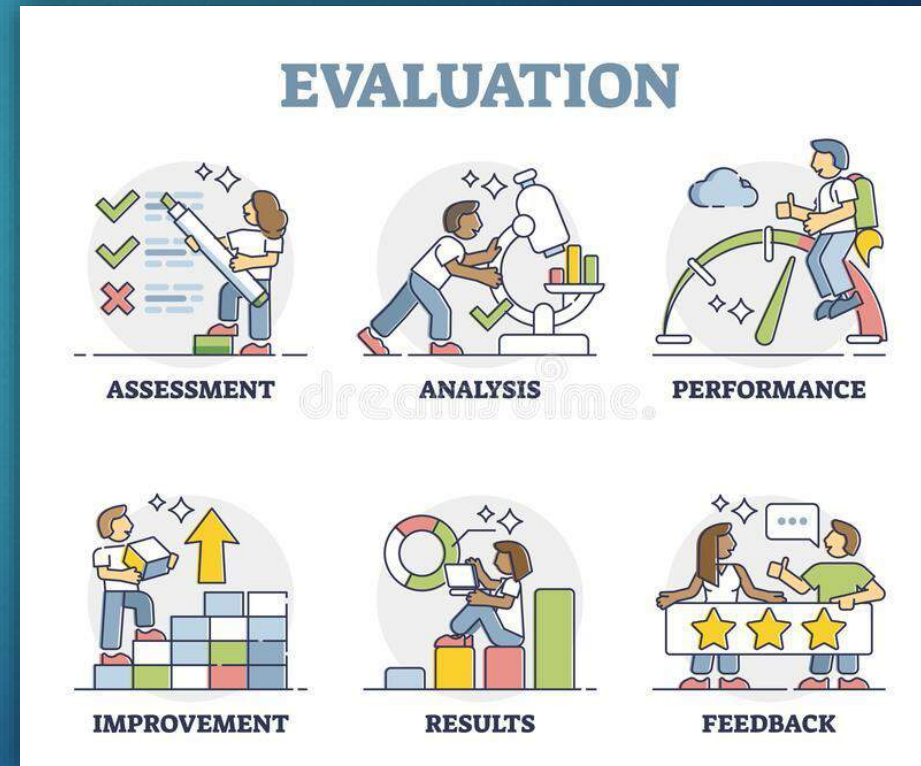 EVALUATION
ASSESSMENT
ANALYSIS
PERFORMANCE
dreamstime.
IMPROVEMENT
RESULTS
FEEDBACK